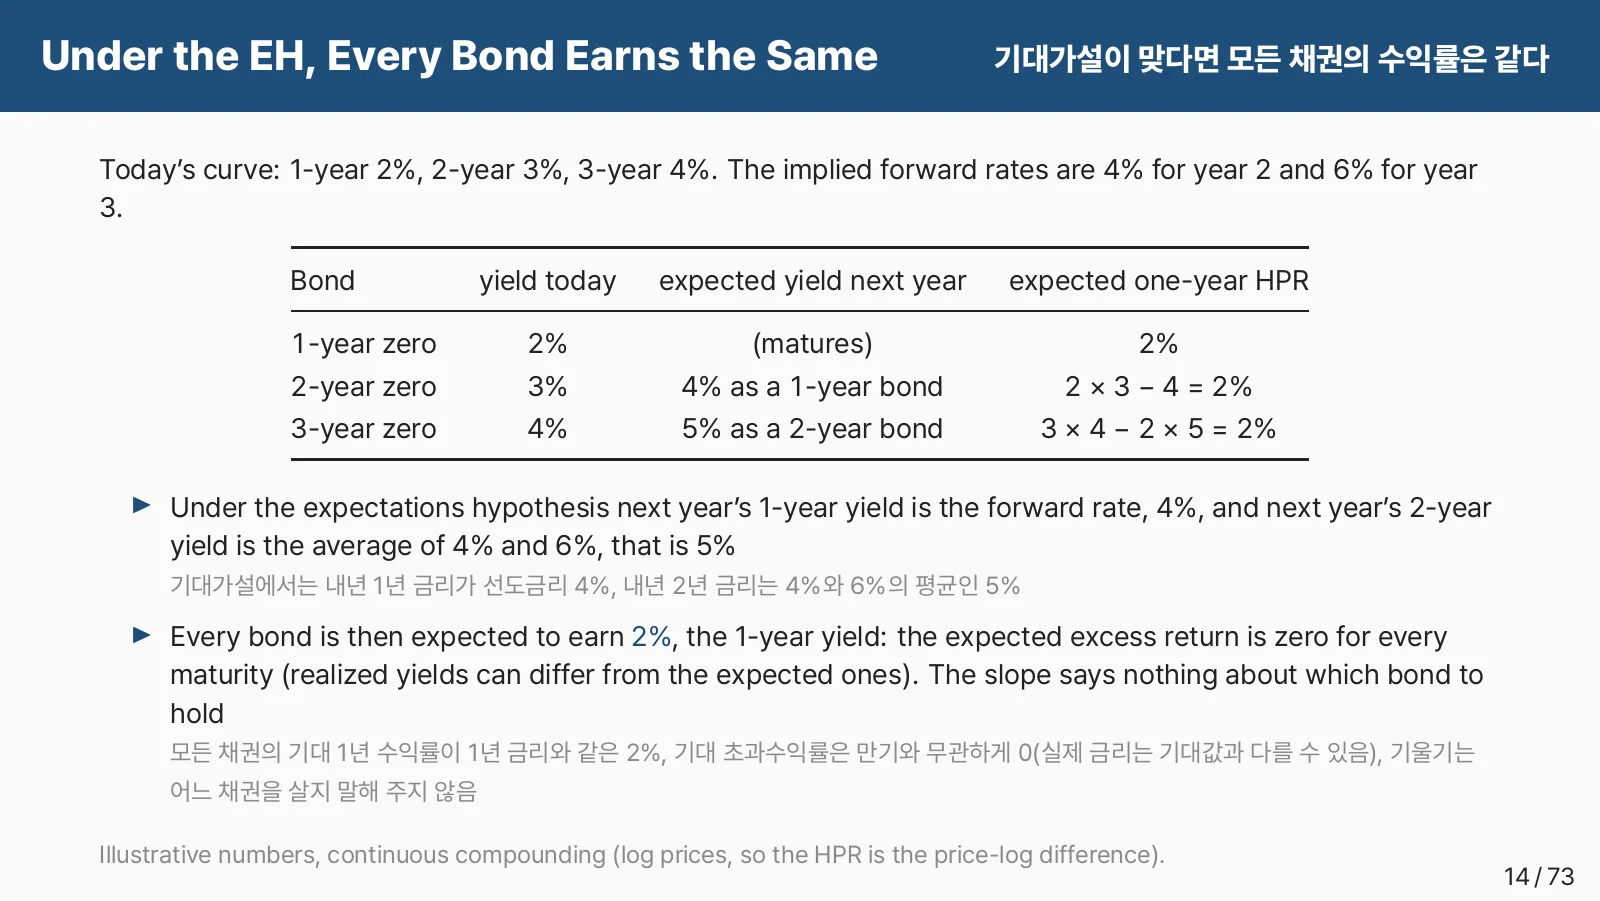 Under the EH, Every Bond Earns the Same
기대가설이 맞다면 모든 채권의 수익률은 같다
Today's curve: 1-year 2%, 2-year 3%, 3-year 4%. The implied forward rates are 4% for year 2 and 6% for year
3.
Bond yield today expected yield next year expected one-year HPR
1-year zero 2% (matures) 2%
2-year zero 3% 4% as a 1-year bond 2 × 3 − 4 = 2%
3-year zero 4% 5% as a 2-year bond 3 × 4 − 2 × 5 = 2%
▶ Under the expectations hypothesis next year's 1-year yield is the forward rate, 4%, and next year's 2-year
yield is the average of 4% and 6%, that is 5%
기대가설에서는 내년 1년 금리가 선도금리 4%, 내년 2년 금리는 4%와 6%의 평균인 5%
▶ Every bond is then expected to earn 2%, the 1-year yield: the expected excess return is zero for every
maturity (realized yields can differ from the expected ones). The slope says nothing about which bond to
hold
모든 채권의 기대 1년 수익률이 1년 금리와 같은 2%, 기대 초과수익률은 만기와 무관하게 0(실제 금리는 기대값과 다를 수 있음), 기울기는
어느 채권을 살지 말해 주지 않음
Illustrative numbers, continuous compounding (log prices, so the HPR is the price-log difference).
14 / 73